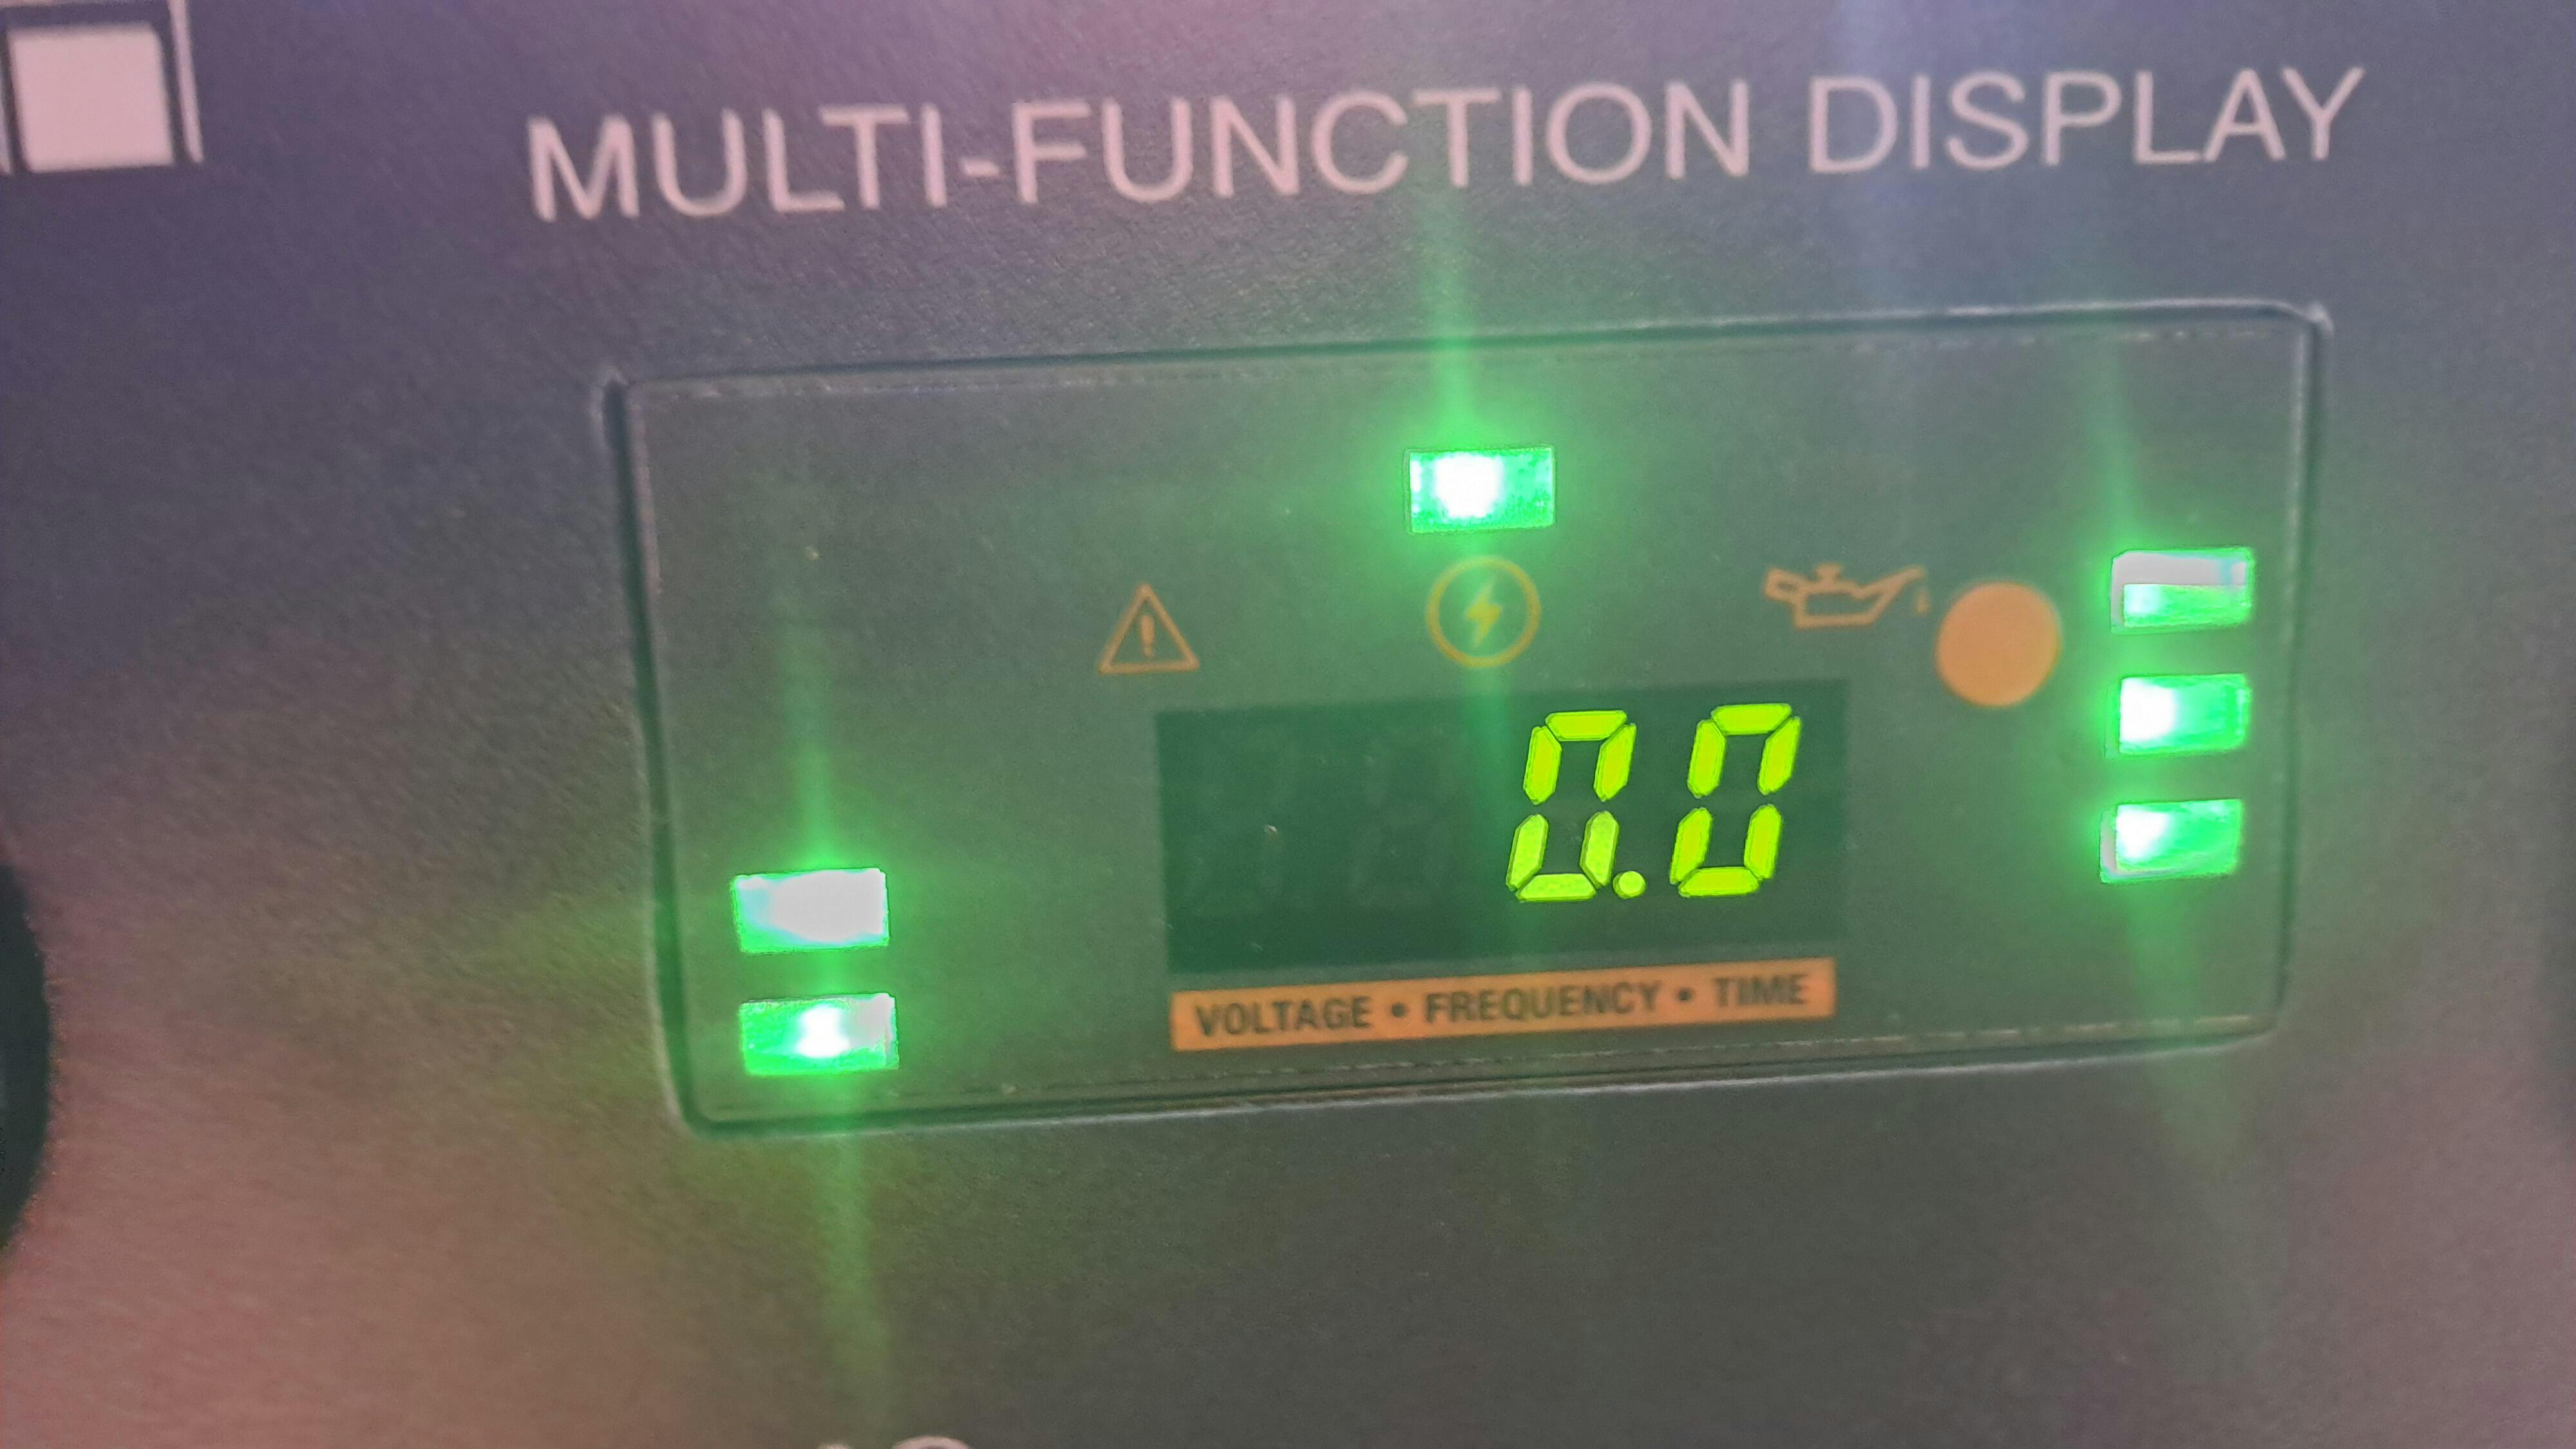 MULTI-FUNCTION DISPLAY
0.0
VOLTAGE • FREQUENCY • TIME